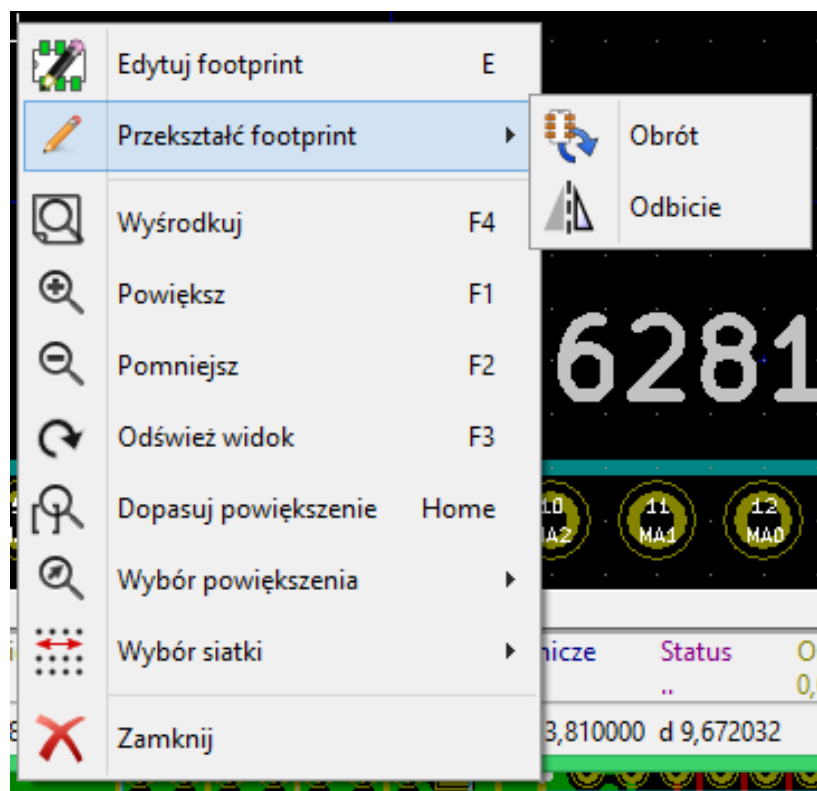 Edytuj footprint E
Przekształć footprint
Obrót
Odbicie
Wyśrodkuj F4
Powiększ F1
Pomniejsz F2
Odśwież widok F3
Dopasuj powiększenie Home
Wybór powiększenia
Wybór siatki
Zamknij
6281
10 11 12
MA1 MA0
Status
..
3,810000 d 9,672032